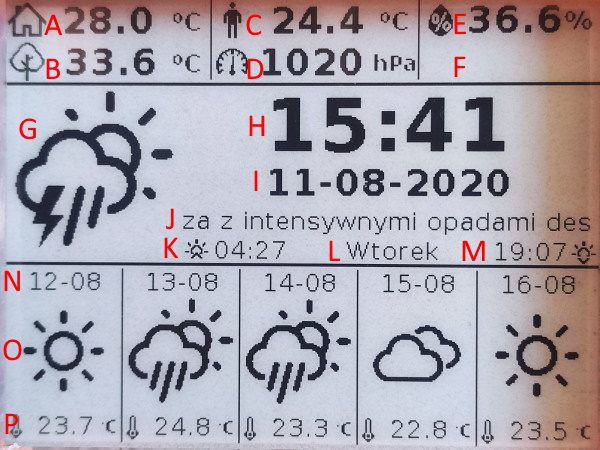 A 28.0 °C C 24.4 °C E 36.6%
B 33.6 °C D 1020 hPa F
G
H 15:41
I 11-08-2020
J za z intensywnymi opadami des
K 04:27 L Wtorek M 19:07
N 12-08 13-08 14-08 15-08 16-08
O
P 23.7 °C 24.8 °C 23.3 °C 22.8 °C 23.5 °C